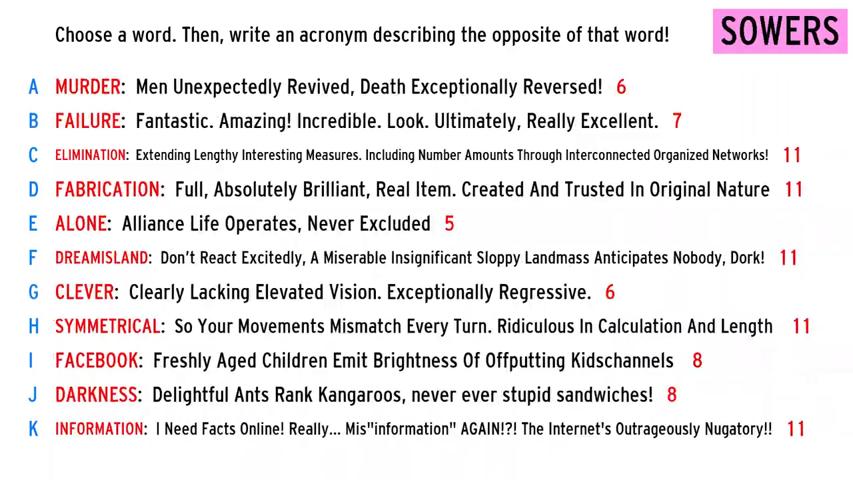 Choose a word. Then, write an acronym describing the opposite of that word! SOWERS
A MURDER: Men Unexpectedly Revived, Death Exceptionally Reversed! 6
B FAILURE: Fantastic. Amazing! Incredible. Look. Ultimately, Really Excellent. 7
C ELIMINATION: Extending Lengthy Interesting Measures. Including Number Amounts Through Interconnected Organized Networks! 11
D FABRICATION: Full, Absolutely Brilliant, Real Item. Created And Trusted In Original Nature 11
E ALONE: Alliance Life Operates, Never Excluded 5
F DREAMISLAND: Don't React Excitedly, A Miserable Insignificant Sloppy Landmass Anticipates Nobody, Dork! 11
G CLEVER: Clearly Lacking Elevated Vision. Exceptionally Regressive. 6
H SYMMETRICAL: So Your Movements Mismatch Every Turn. Ridiculous In Calculation And Length 11
I FACEBOOK: Freshly Aged Children Emit Brightness Of Offputting Kidschannels 8
J DARKNESS: Delightful Ants Rank Kangaroos, never ever stupid sandwiches! 8
K INFORMATION: I Need Facts Online! Really... Mis"information" AGAIN!?! The Internet's Outrageously Nugatory!! 11